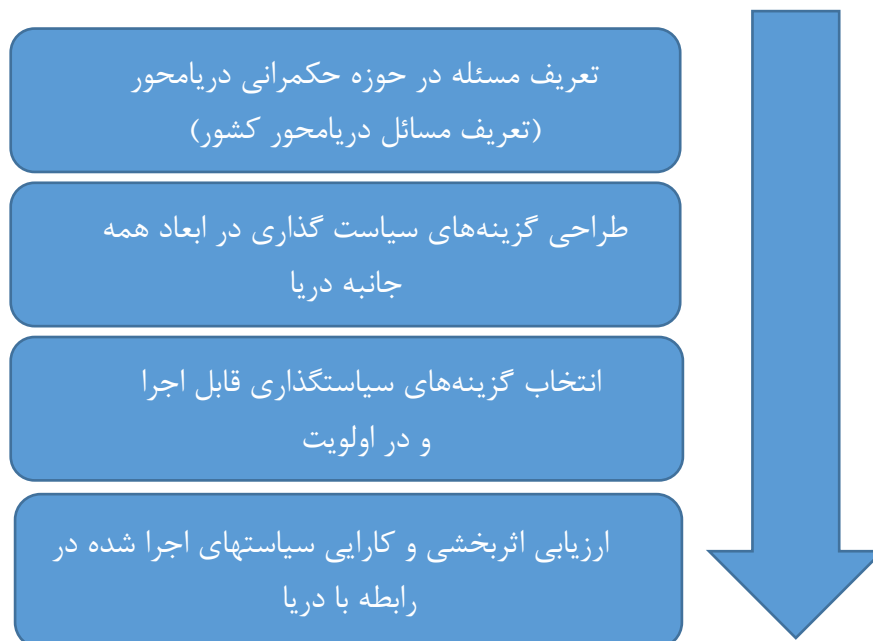 تعریف مسئله در حوزه حکمرانی دریامحور
(تعریف مسائل دریامحور کشور)
طراحی گزینه‌های سیاست گذاری در ابعاد همه
جانبه دریا
انتخاب گزینه‌های سیاستگذاری قابل اجرا
و در اولویت
ارزیابی اثربخشی و کارایی سیاستهای اجرا شده در
رابطه با دریا